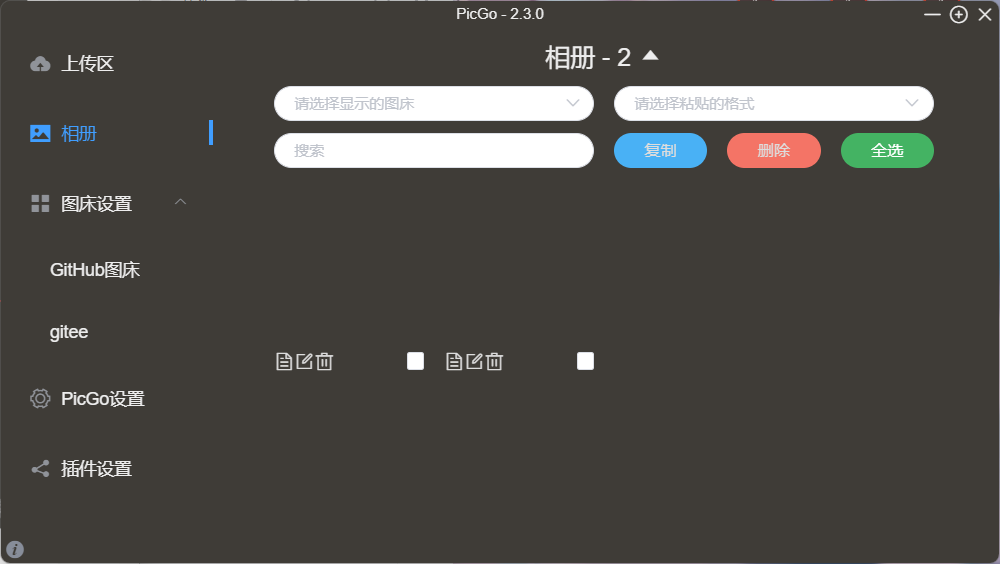 PicGo - 2.3.0
上传区
相册
图床设置
GitHub图床
gitee
PicGo设置
插件设置
相册 - 2
请选择显示的图床
请选择粘贴的格式
搜索
复制
删除
全选